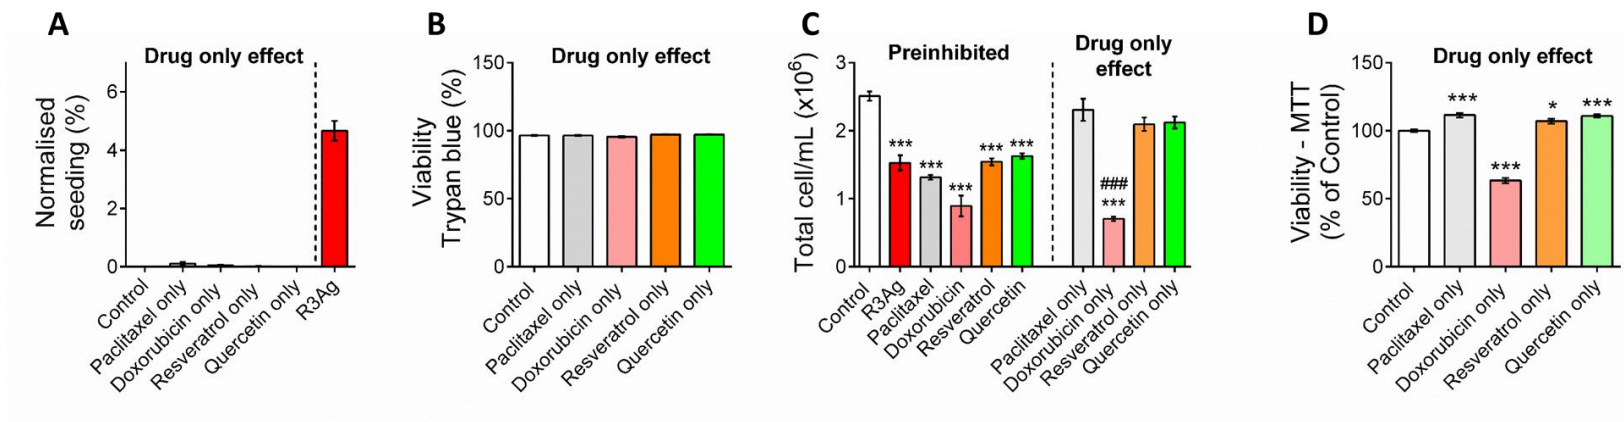 A
Drug only effect
Normalised
seeding (%)
6
4
2
0
Control
Paclitaxel only
Doxorubicin only
Resveratrol only
Quercetin only
R3Ag
B
Drug only effect
Viability
Trypan blue (%)
150
100
50
0
Control
Paclitaxel only
Doxorubicin only
Resveratrol only
Quercetin only
C
Preinhibited
Drug only
effect
Total cell/mL (x10⁶)
3
2
1
0
***
***
***
***
***
###
***
Control
R3Ag
Paclitaxel
Doxorubicin
Resveratrol
Quercetin
Paclitaxel only
Doxorubicin only
Resveratrol only
Quercetin only
D
Drug only effect
Viability - MTT
(% of Control)
150
100
50
0
***
***
*
***
Control
Paclitaxel only
Doxorubicin only
Resveratrol only
Quercetin only